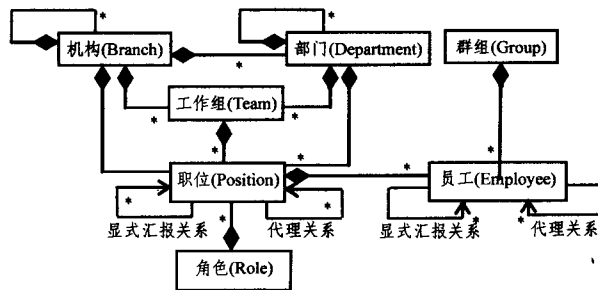 *
*
机构(Branch)
部门(Department)
群组(Group)
*
工作组(Team)
*
*
*
*
*
*
*
职位(Position)
员工(Employee)
*
*
*
*
显式汇报关系
代理关系
显式汇报关系
代理关系
*
角色(Role)